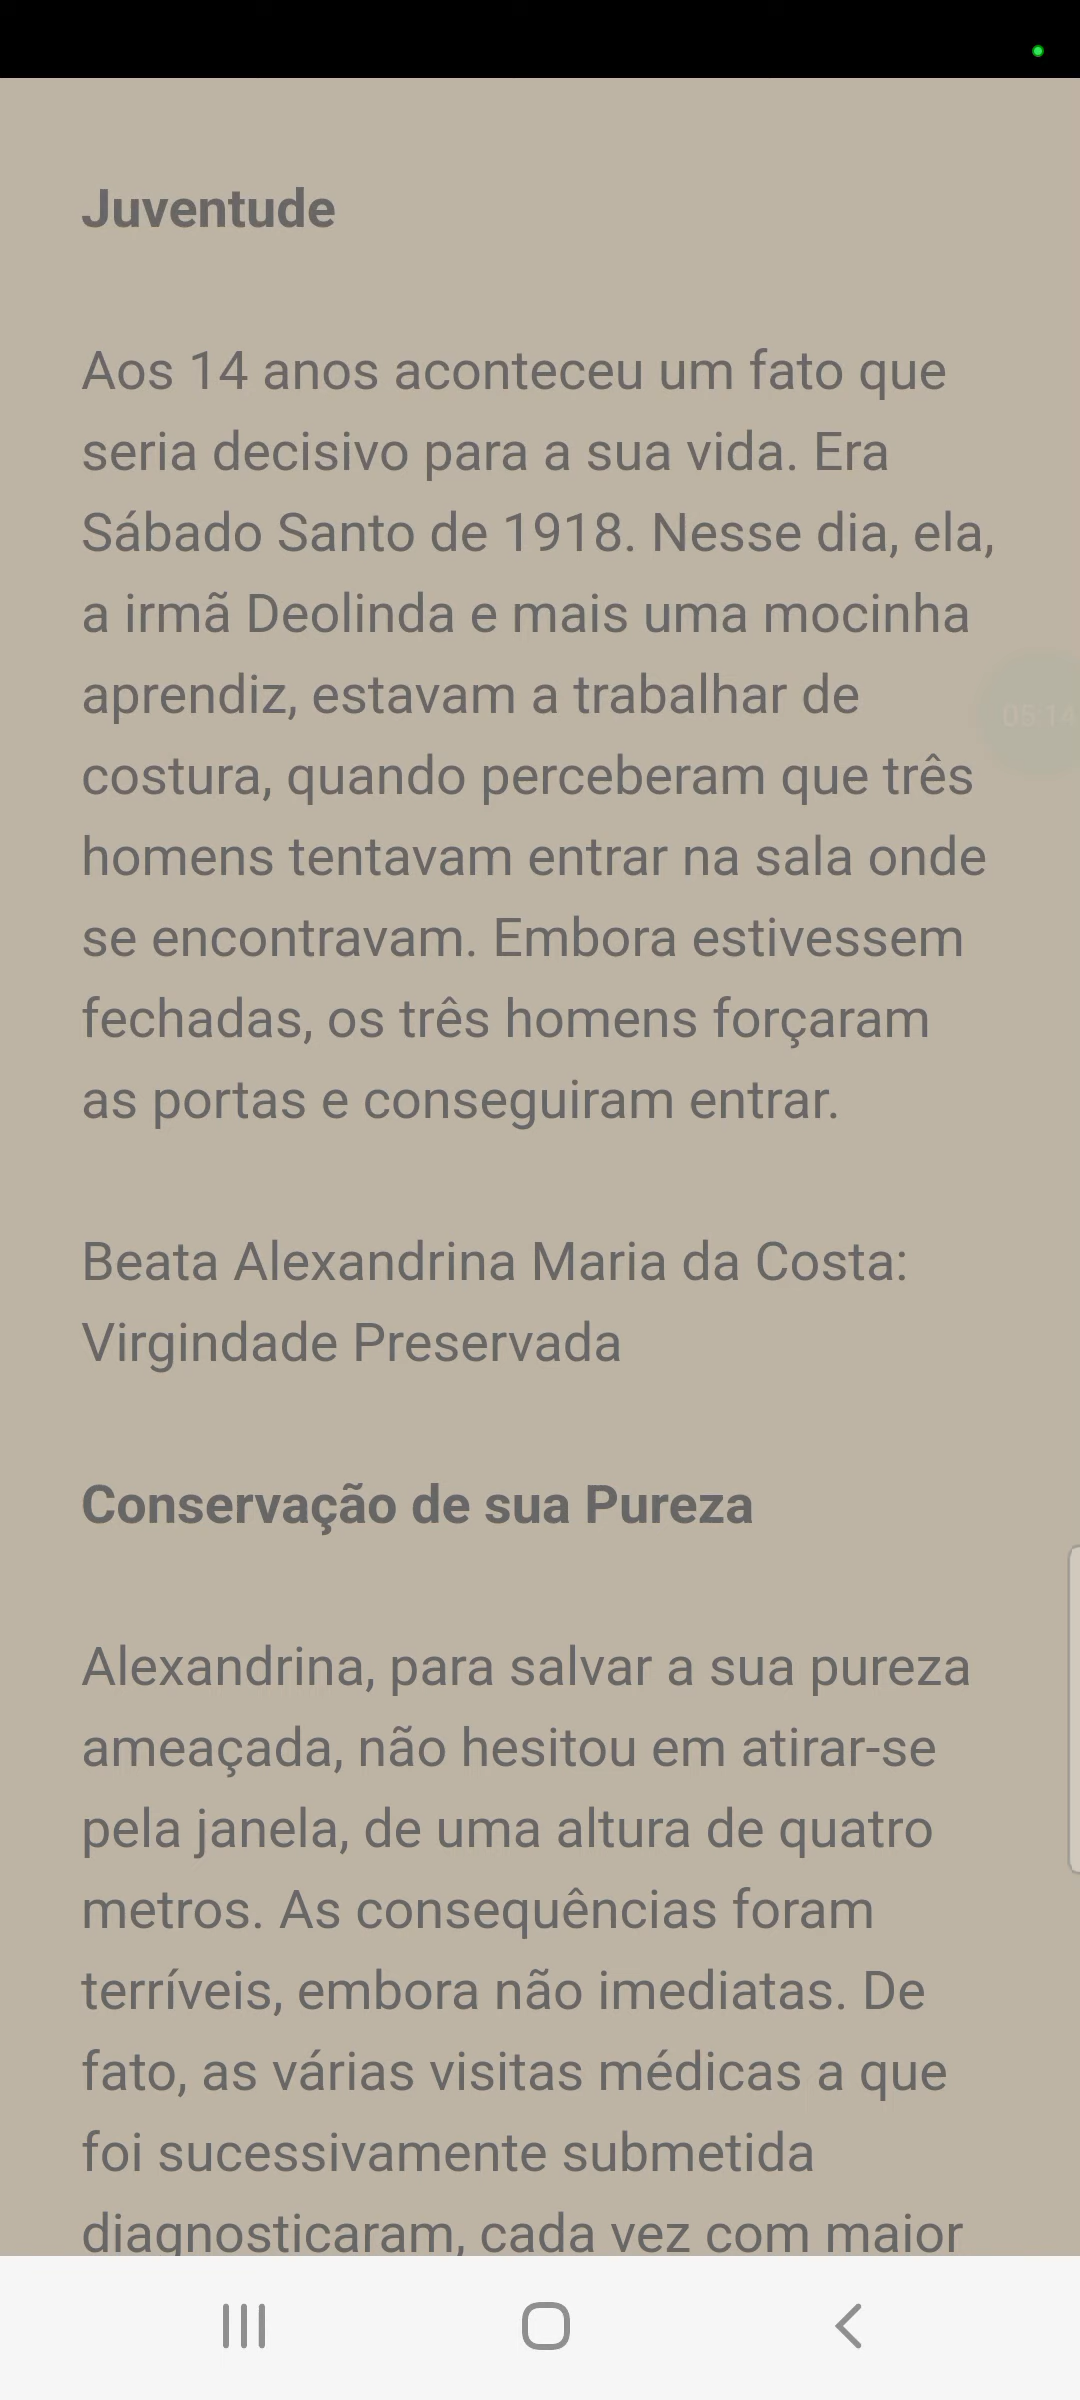 Juventude
Aos 14 anos aconteceu um fato que
seria decisivo para a sua vida. Era
Sábado Santo de 1918. Nesse dia, ela,
a irmã Deolinda e mais uma mocinha
aprendiz, estavam a trabalhar de
05:14
costura, quando perceberam que três
homens tentavam entrar na sala onde
se encontravam. Embora estivessem
fechadas, os três homens forçaram
as portas e conseguiram entrar.
Beata Alexandrina Maria da Costa:
Virgindade Preservada
Conservação de sua Pureza
Alexandrina, para salvar a sua pureza
ameaçada, não hesitou em atirar-se
pela janela, de uma altura de quatro
metros. As consequências foram
terríveis, embora não imediatas. De
fato, as várias visitas médicas a que
foi sucessivamente submetida
diagnosticaram, cada vez com maior